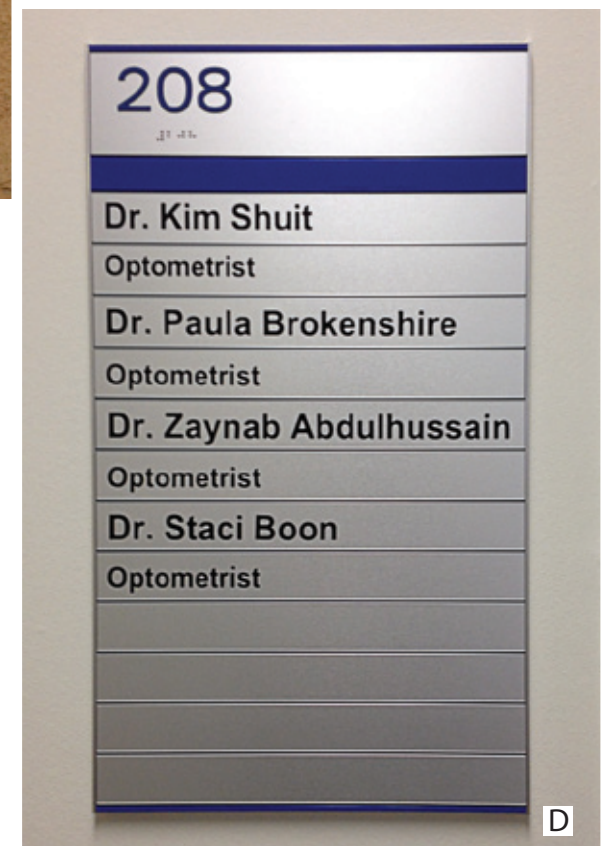 208
Dr. Kim Shuit
Optometrist
Dr. Paula Brokenshire
Optometrist
Dr. Zaynab Abdulhussain
Optometrist
Dr. Staci Boon
Optometrist
D